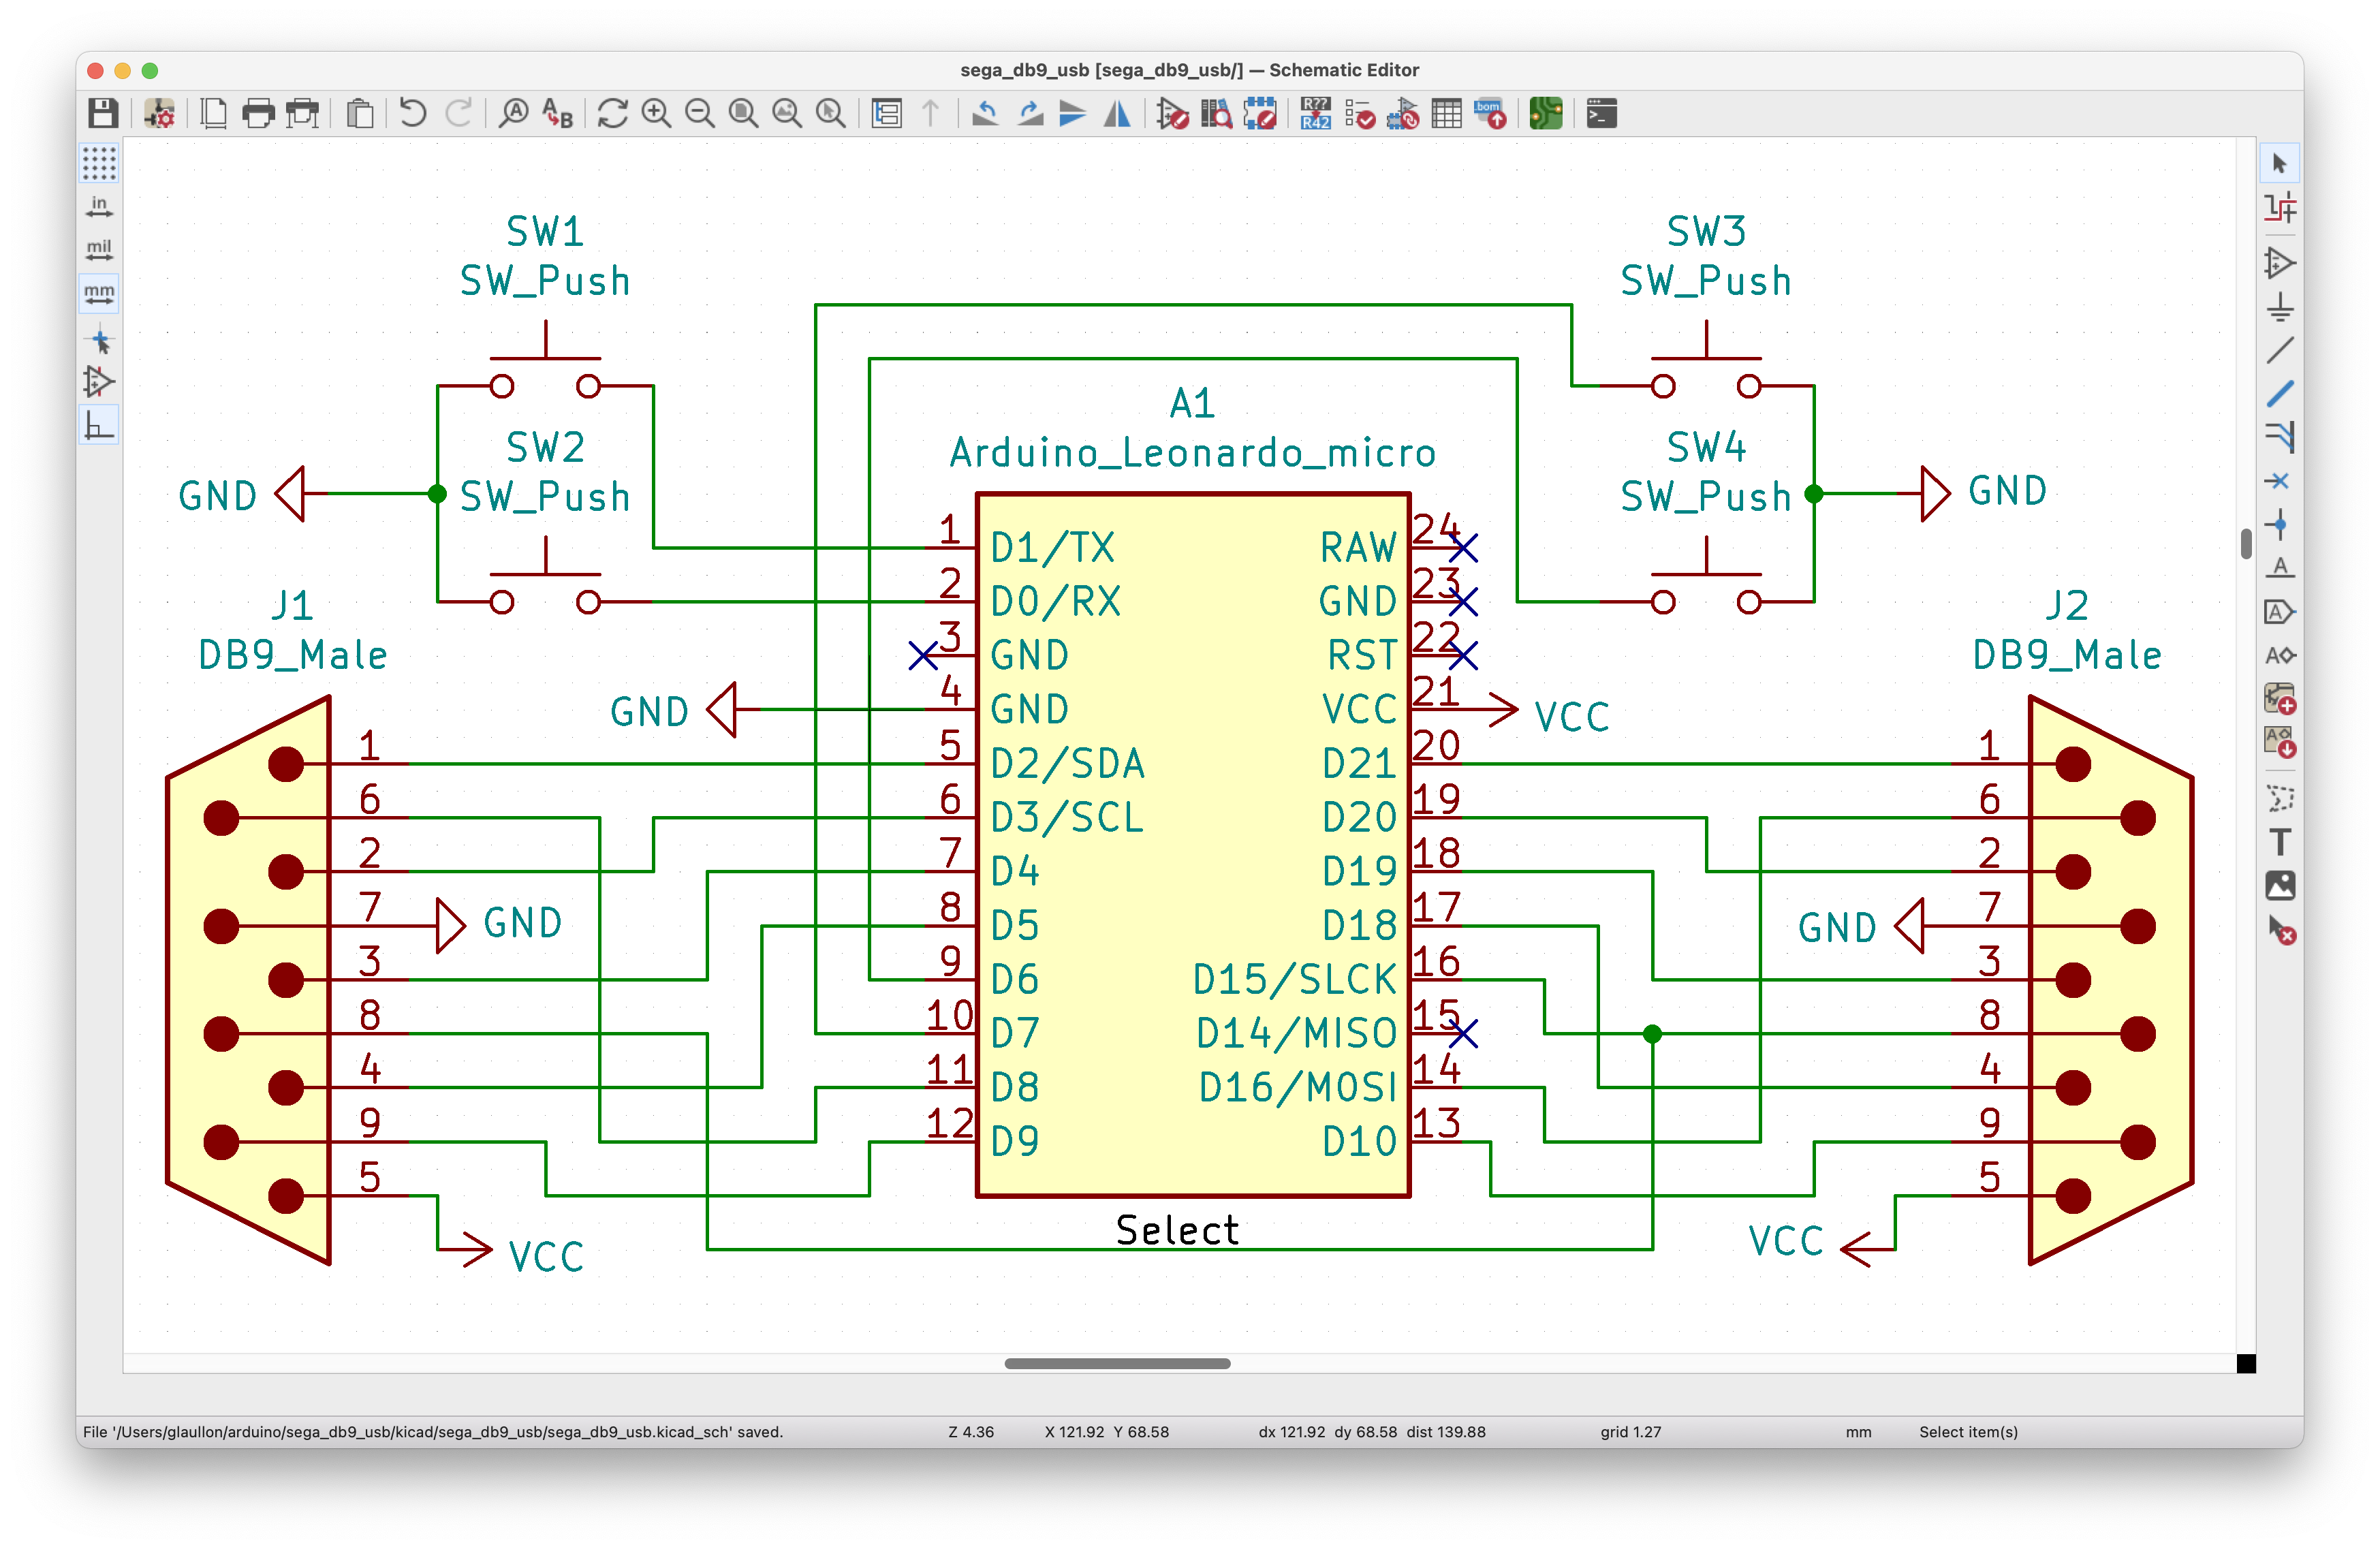 sega_db9_usb [sega_db9_usb/] — Schematic Editor
A
A B
R??
R42
bom
in
mil
mm
SW1
SW_Push
SW3
SW_Push
A1
Arduino_Leonardo_micro
SW2
SW_Push
SW4
SW_Push
GND
GND
J1
DB9_Male
J2
DB9_Male
1 D1/TX RAW 24
2 D0/RX GND 23
3 GND RST 22
GND 4 GND VCC 21 VCC
1 5 D2/SDA D21 20 1
6 6 D3/SCL D20 19 6
2 7 D4 D19 18 2
7 GND 8 D5 D18 17 GND 7
3 9 D6 D15/SLCK 16 3
8 10 D7 D14/MISO 15 8
4 11 D8 D16/MOSI 14 4
9 12 D9 D10 13 9
5 5
Select
VCC
VCC
A
A
A
A
T
File '/Users/glaullon/arduino/sega_db9_usb/kicad/sega_db9_usb/sega_db9_usb.kicad_sch' saved.
Z 4.36
X 121.92 Y 68.58
dx 121.92 dy 68.58 dist 139.88
grid 1.27
mm
Select item(s)